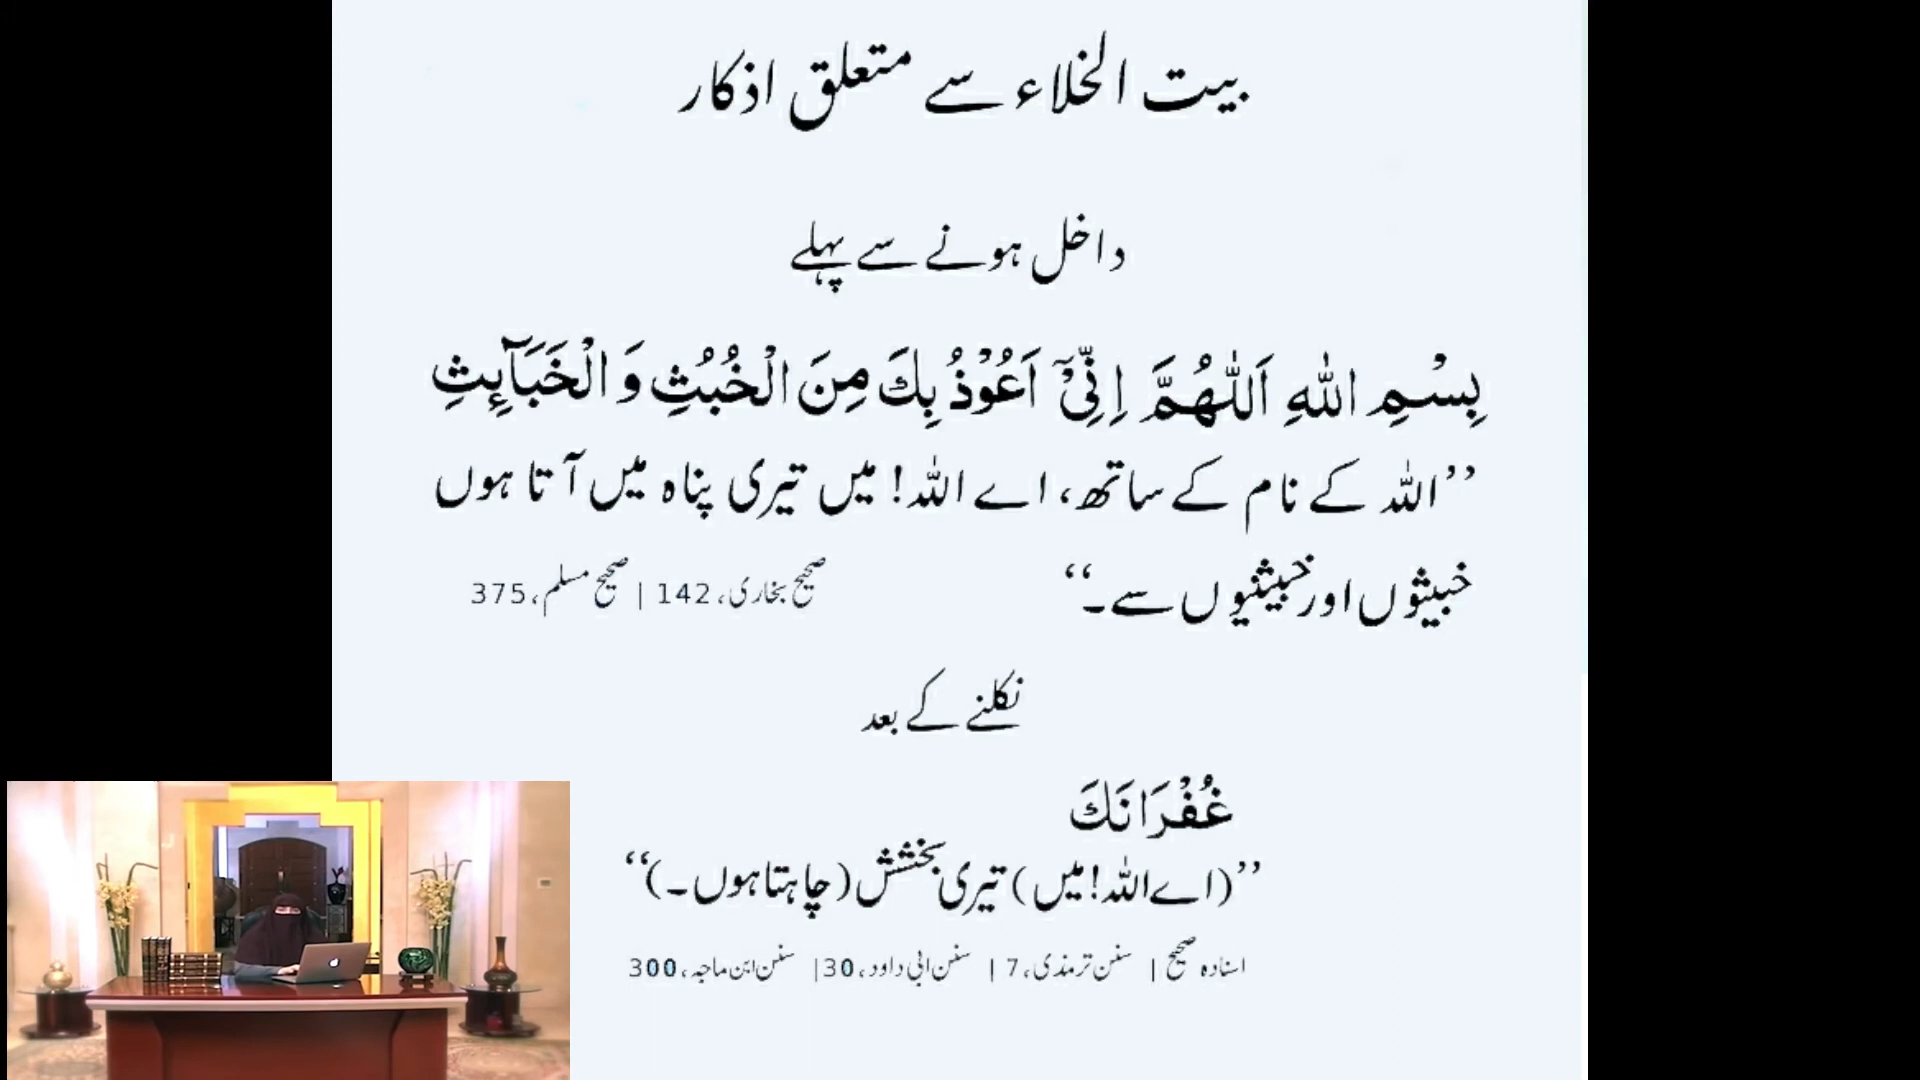 بیت الخلاء سے متعلق اذکار
داخل ہونے سے پہلے
بِسْمِ اللّٰهِ اَللّٰهُمَّ اِنِّیْٓ اَعُوْذُ بِكَ مِنَ الْخُبُثِ وَ الْخَبَآئِثِ
’’اللہ کے نام کے ساتھ، اے اللہ! میں تیری پناہ میں آتا ہوں
خبیثوں اور خبیثنیوں سے۔‘‘ صحیح بخاری، 142 | صحیح مسلم، 375
نکلنے کے بعد
غُفْرَانَكَ
’’(اے اللہ! میں) تیری بخشش (چاہتا ہوں۔)‘‘
اسنادہ صحیح | سنن ترمذی، 7 | سنن ابی داود، 30 | سنن ابن ماجہ، 300